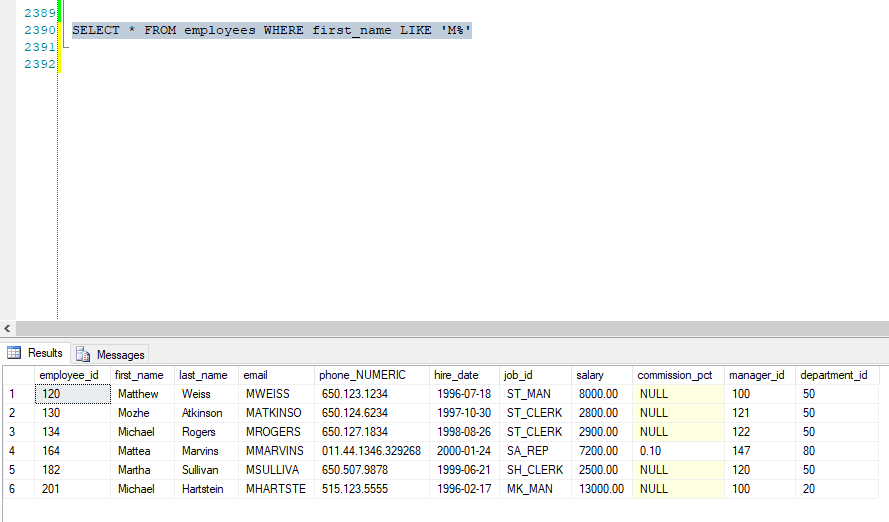 2389
2390 SELECT * FROM employees WHERE first_name LIKE 'M%'
2391
2392
Results Messages
employee_id first_name last_name email phone_NUMERIC hire_date job_id salary commission_pct manager_id department_id
1 120 Matthew Weiss MWEISS 650.123.1234 1996-07-18 ST_MAN 8000.00 NULL 100 50
2 130 Mozhe Atkinson MATKINSO 650.124.6234 1997-10-30 ST_CLERK 2800.00 NULL 121 50
3 134 Michael Rogers MROGERS 650.127.1834 1998-08-26 ST_CLERK 2900.00 NULL 122 50
4 164 Mattea Marvins MMARVINS 011.44.1346.329268 2000-01-24 SA_REP 7200.00 0.10 147 80
5 182 Martha Sullivan MSULLIVA 650.507.9878 1999-06-21 SH_CLERK 2500.00 NULL 120 50
6 201 Michael Hartstein MHARTSTE 515.123.5555 1996-02-17 MK_MAN 13000.00 NULL 100 20